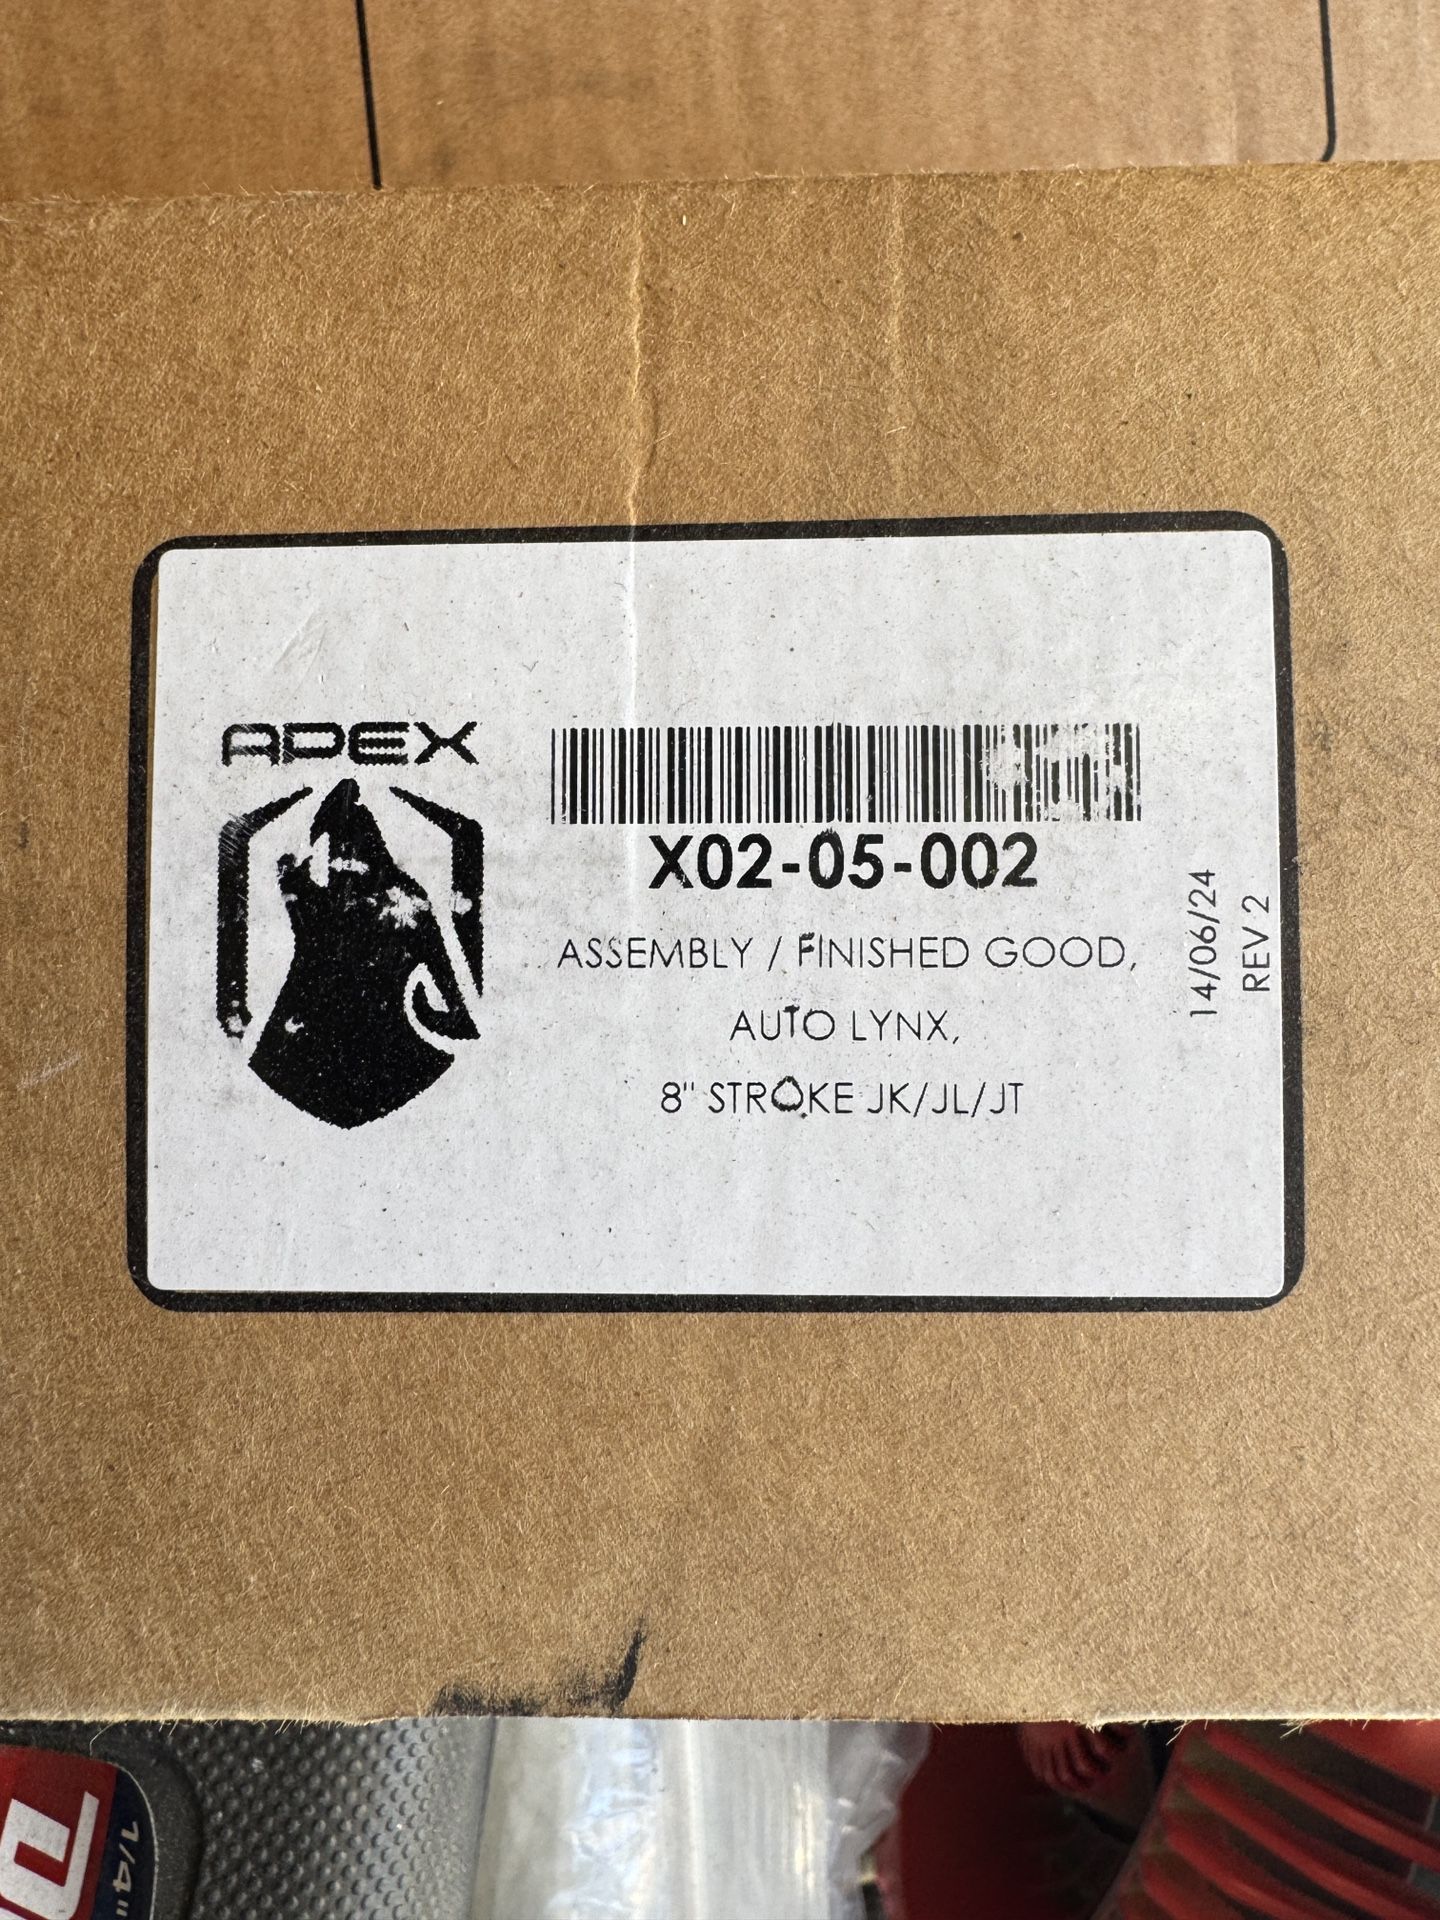 APEX
X02-05-002
ASSEMBLY / FINISHED GOOD,
AUTO LYNX,
8" STROKE JK/JL/JT
14/06/24
REV 2
1/4"